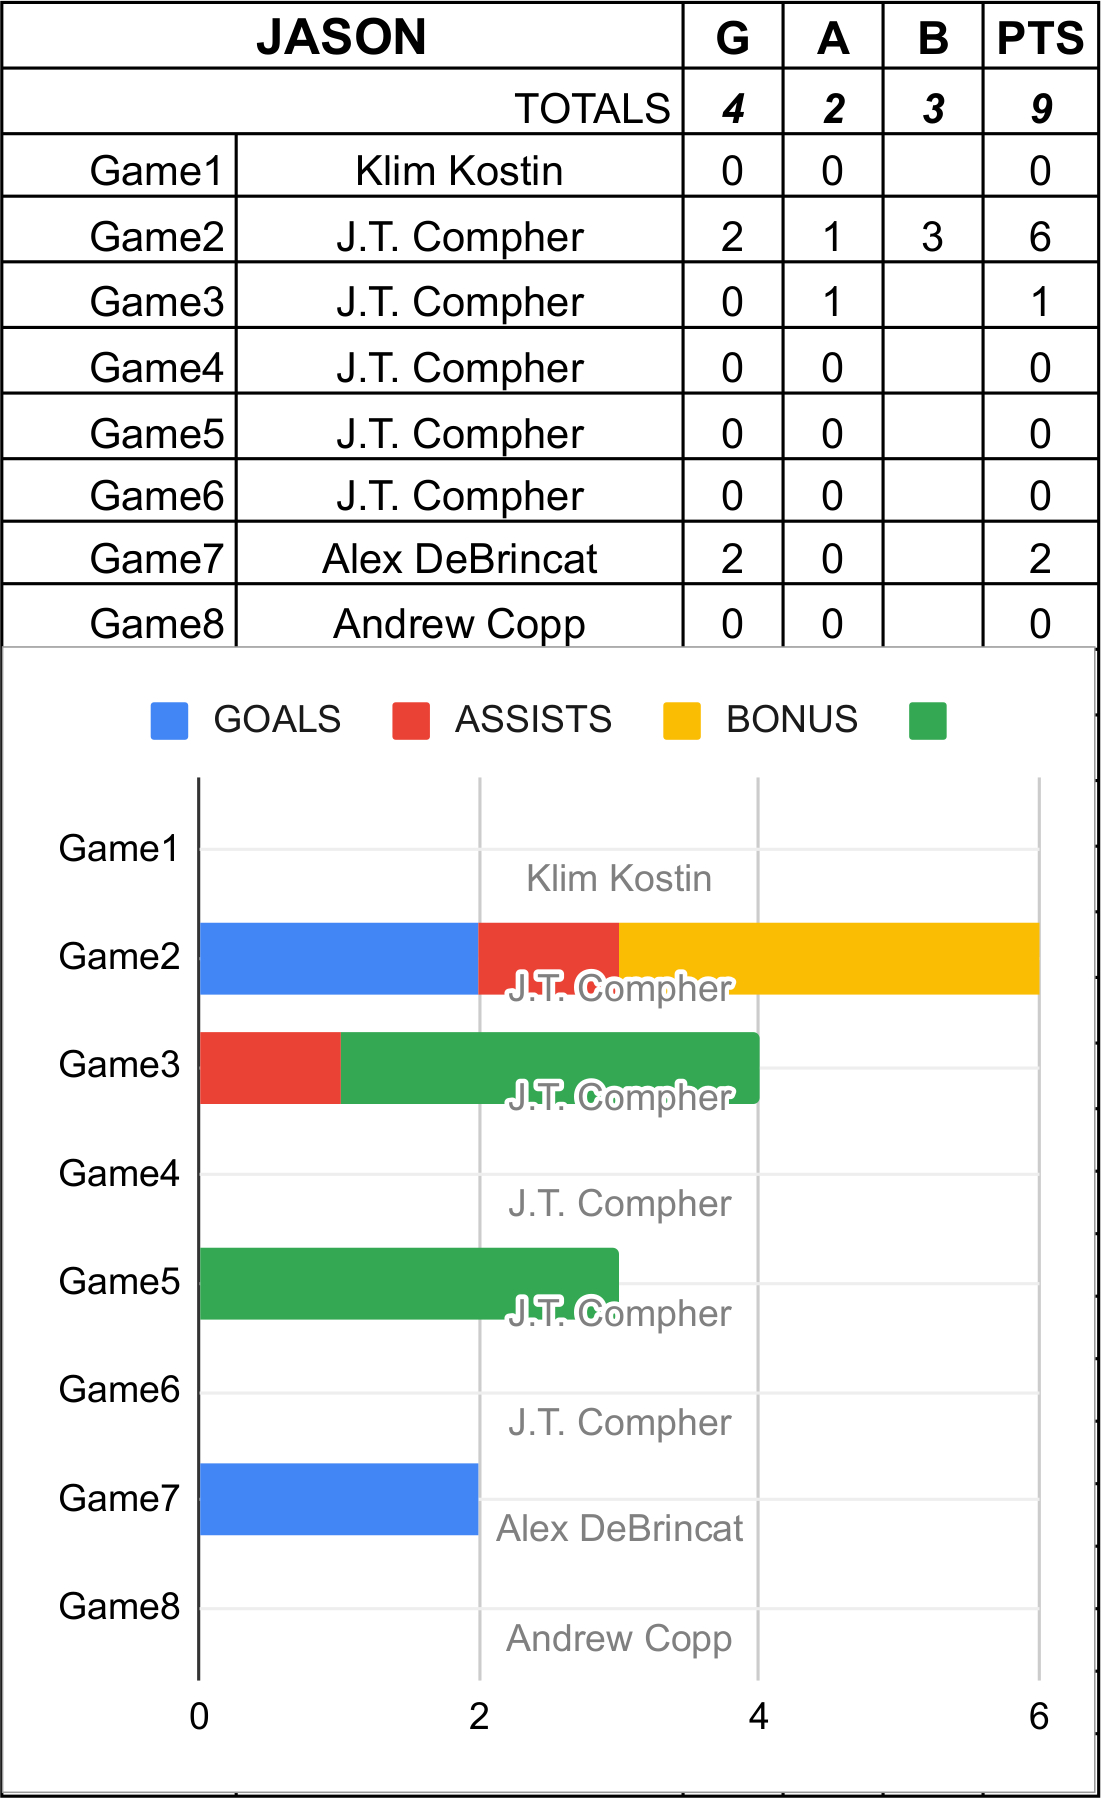 JASON G A B PTS
TOTALS 4 2 3 9
Game1 Klim Kostin 0 0 0
Game2 J.T. Compher 2 1 3 6
Game3 J.T. Compher 0 1 1
Game4 J.T. Compher 0 0 0
Game5 J.T. Compher 0 0 0
Game6 J.T. Compher 0 0 0
Game7 Alex DeBrincat 2 0 2
Game8 Andrew Copp 0 0 0
GOALS ASSISTS BONUS
Game1
Klim Kostin
Game2
J.T. Compher
Game3
J.T. Compher
Game4
J.T. Compher
Game5
J.T. Compher
Game6
J.T. Compher
Game7
Alex DeBrincat
Game8
Andrew Copp
0 2 4 6